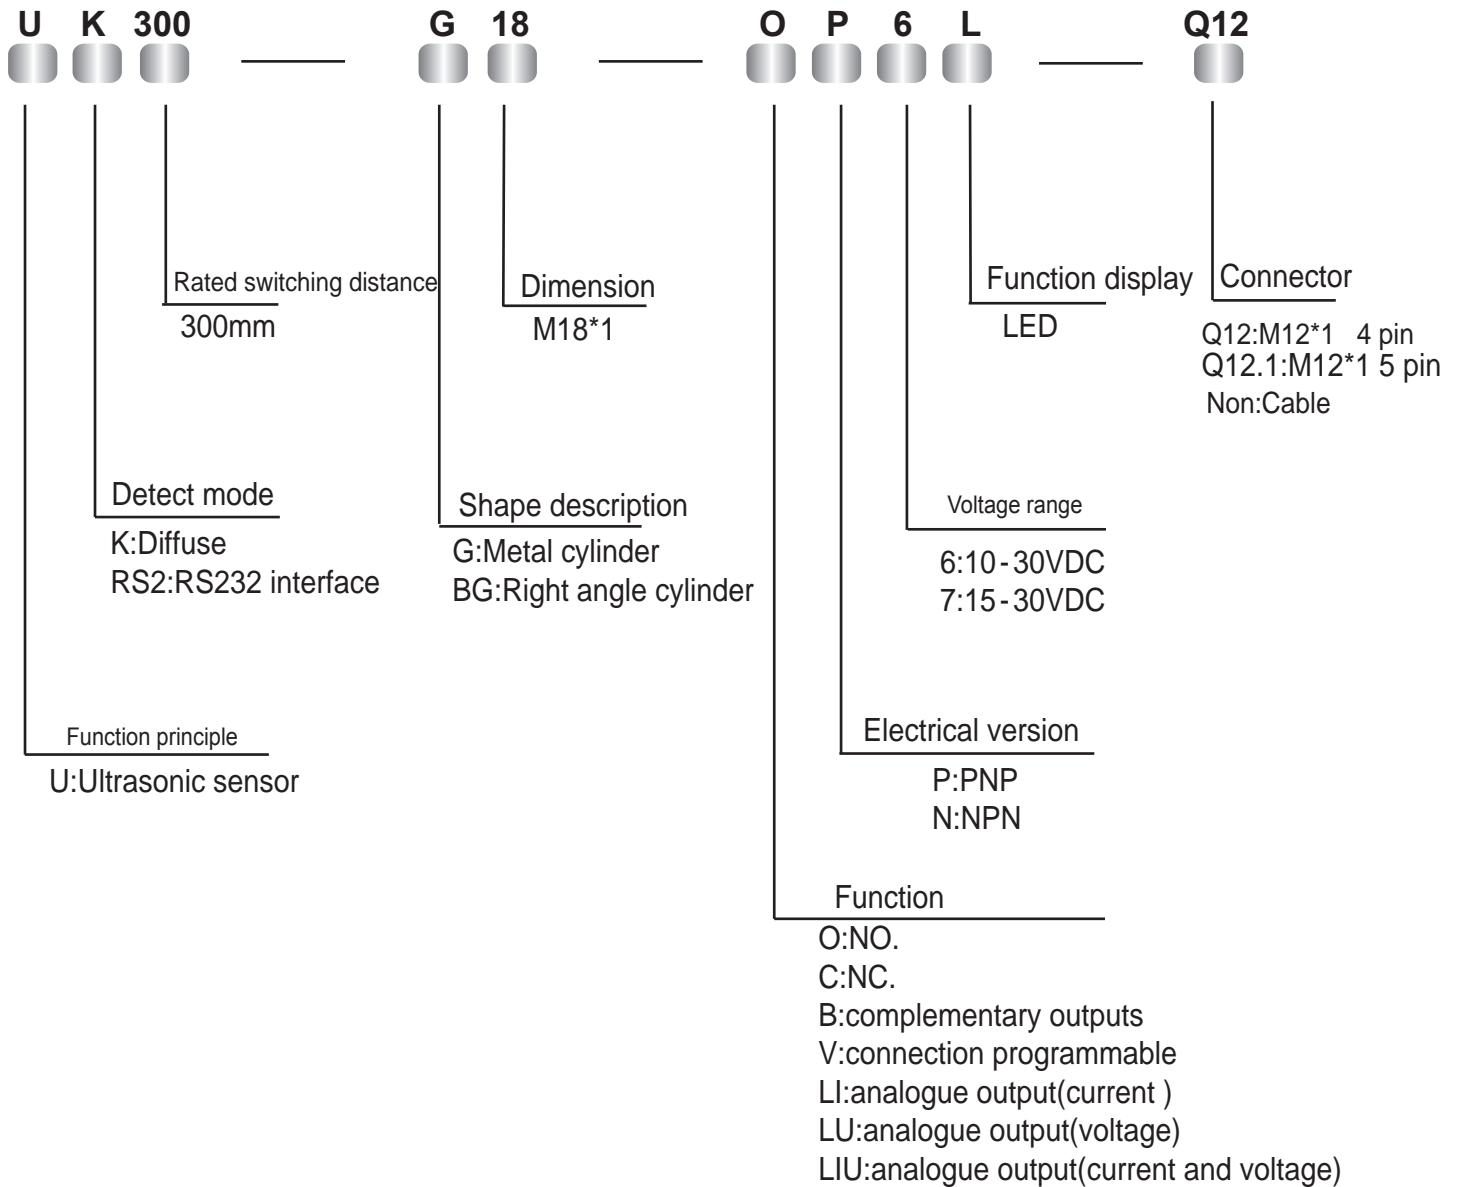 U K 300 G 18 O P 6 L Q12
Rated switching distance
300mm
Dimension
M18*1
Function display
LED
Connector
Q12:M12*1 4 pin
Q12.1:M12*1 5 pin
Non:Cable
Detect mode
K:Diffuse
RS2:RS232 interface
Shape description
G:Metal cylinder
BG:Right angle cylinder
Voltage range
6:10-30VDC
7:15-30VDC
Function principle
U:Ultrasonic sensor
Electrical version
P:PNP
N:NPN
Function
O:NO.
C:NC.
B:complementary outputs
V:connection programmable
LI:analogue output(current )
LU:analogue output(voltage)
LIU:analogue output(current and voltage)